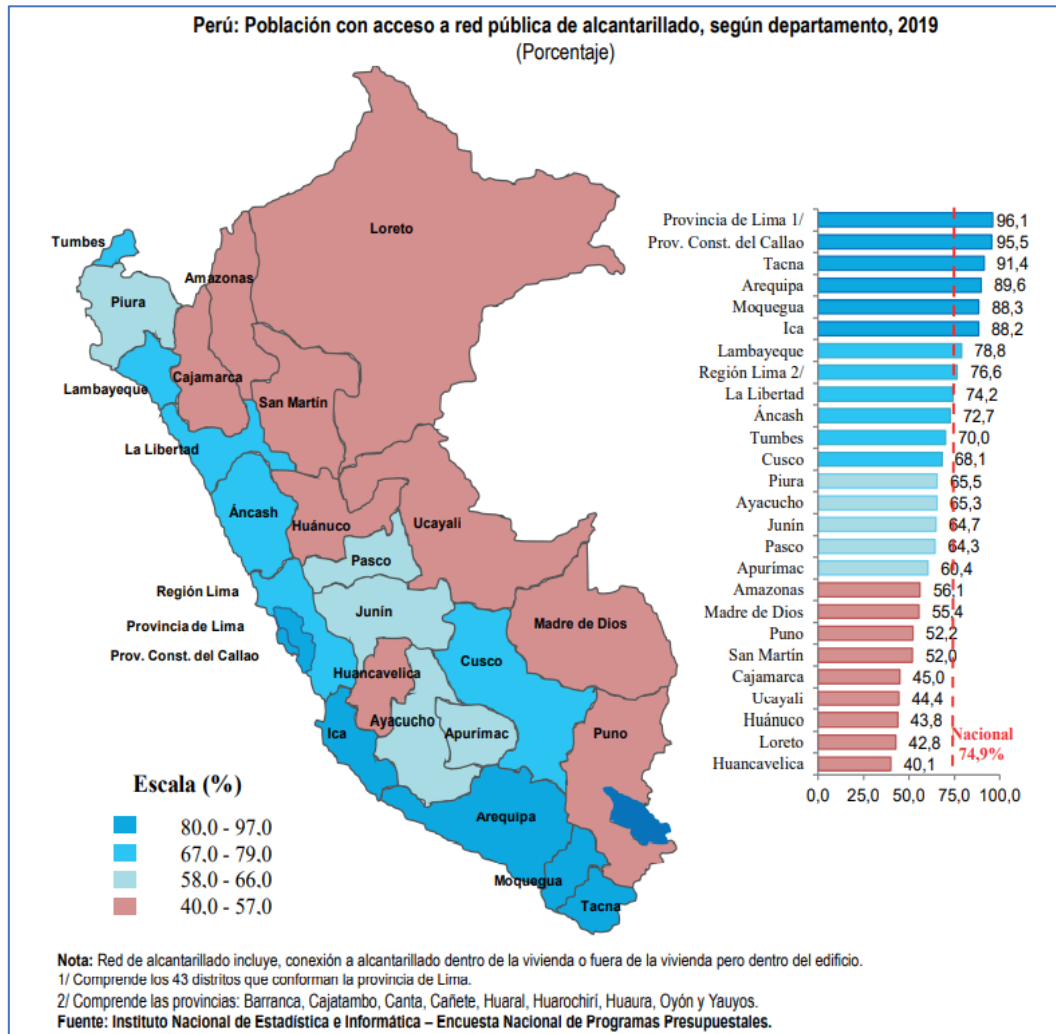 Perú: Población con acceso a red pública de alcantarillado, según departamento, 2019
(Porcentaje)
Loreto
Tumbes
Amazonas
Piura
Lambayeque
Cajamarca
San Martín
La Libertad
Áncash
Huánuco
Ucayali
Pasco
Región Lima
Junín
Provincia de Lima
Madre de Dios
Prov. Const. del Callao
Cusco
Huancavelica
Ayacucho
Ica
Apurímac
Puno
Arequipa
Moquegua
Tacna
Escala (%)
80.0 - 97.0
67.0 - 79.0
58.0 - 66.0
40.0 - 57.0
Provincia de Lima 1/ 96,1
Prov. Const. del Callao 95,5
Tacna 91,4
Arequipa 89,6
Moquegua 88,3
Ica 88,2
Lambayeque 78,8
Región Lima 2/ 76,6
La Libertad 74,2
Áncash 72,7
Tumbes 70,0
Cusco 68,1
Piura 65,5
Ayacucho 65,3
Junín 64,7
Pasco 64,3
Apurímac 60,4
Amazonas 56,1
Madre de Dios 55,4
Puno 52,2
San Martín 52,0
Cajamarca 45,0
Ucayali 44,4
Huánuco 43,8
Loreto 42,8
Huancavelica 40,1
Nacional
74,9%
0,0 25,0 50,0 75,0 100,0
Nota: Red de alcantarillado incluye, conexión a alcantarillado dentro de la vivienda o fuera de la vivienda pero dentro del edificio.
1/ Comprende los 43 distritos que conforman la provincia de Lima.
2/ Comprende las provincias: Barranca, Cajatambo, Canta, Cañete, Huaral, Huarochirí, Huaura, Oyón y Yauyos.
Fuente: Instituto Nacional de Estadística e Informática – Encuesta Nacional de Programas Presupuestales.